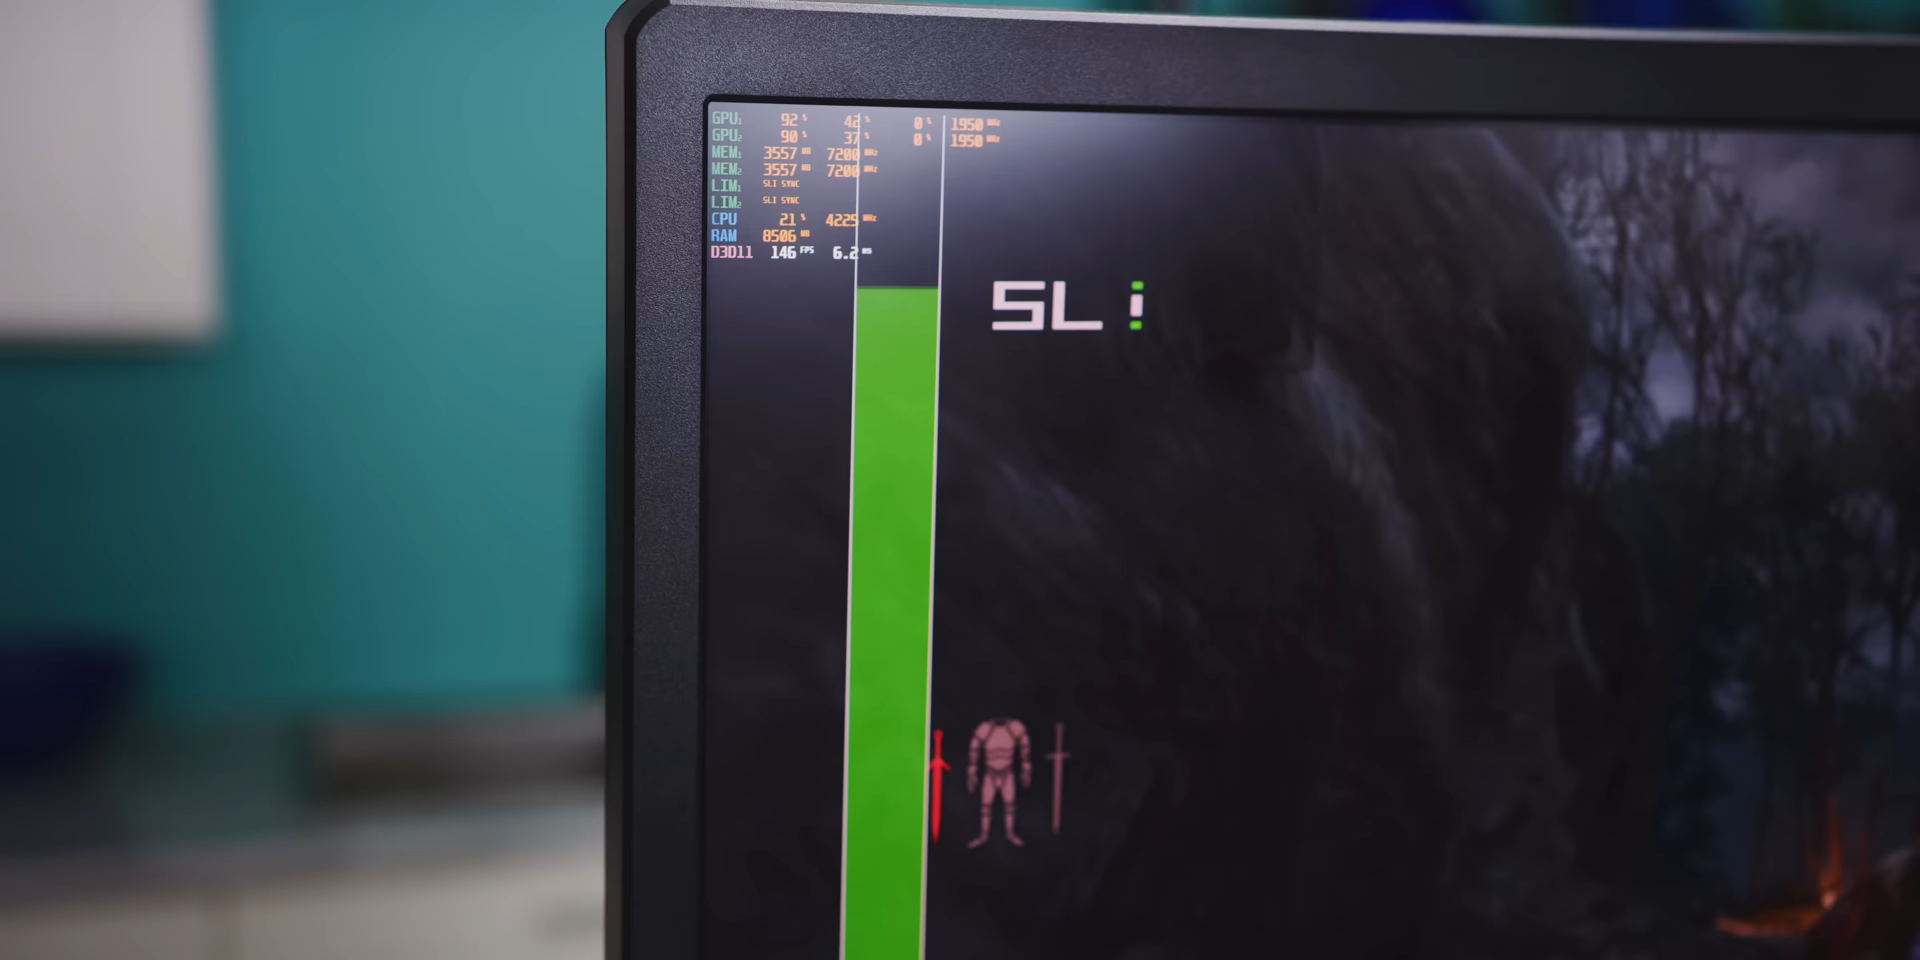 GPU1 92 % 42 % 0 % 1950 MHz
GPU2 90 % 37 % 0 % 1950 MHz
MEM1 3557 MB 7200 MHz
MEM2 3557 MB 7200 MHz
LIM1 SLI SYNC
LIM2 SLI SYNC
CPU 21 % 4225 MHz
RAM 8506 MB
D3D11 146 FPS 6.2 MS
SLI